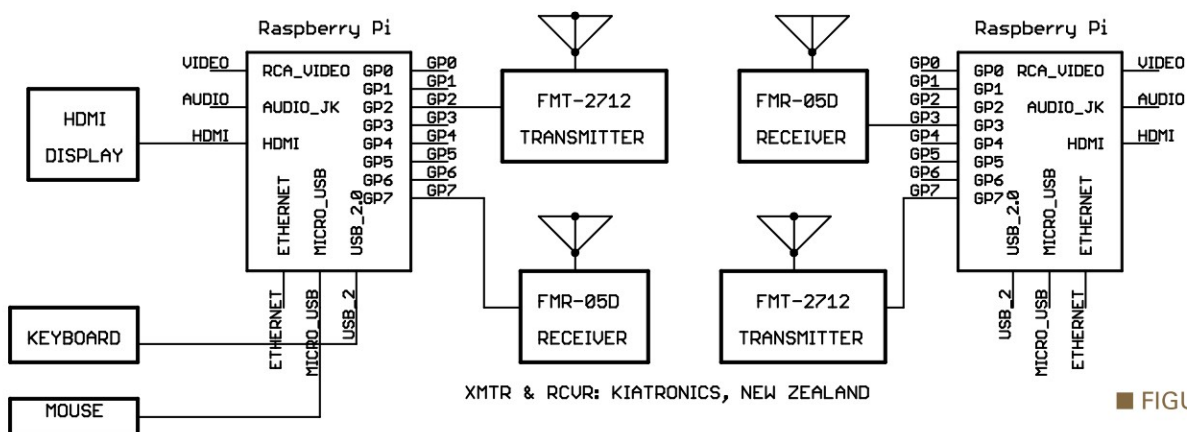 Raspberry Pi
VIDEO
AUDIO
HDMI
HDMI
DISPLAY
RCA_VIDEO
AUDIO_JK
HDMI
GP0
GP1
GP2
GP3
GP4
GP5
GP6
GP7
GP0
GP1
GP2
GP3
GP4
GP5
GP6
GP7
ETHERNET
MICRO_USB
USB_2.0
ETHERNET
MICRO_USB
USB_2
KEYBOARD
MOUSE
FMT-2712
TRANSMITTER
FMR-05D
RECEIVER
Raspberry Pi
FMR-05D
RECEIVER
FMT-2712
TRANSMITTER
GP0
GP1
GP2
GP3
GP4
GP5
GP6
GP7
GP0
GP1
GP2
GP3
GP4
GP5
GP6
GP7
RCA_VIDEO
AUDIO_JK
HDMI
VIDEO
AUDIO
HDMI
USB_2.0
MICRO_USB
ETHERNET
USB_2
MICRO_USB
ETHERNET
XMTR & RCVR: KIATRONICS, NEW ZEALAND
■ FIGU